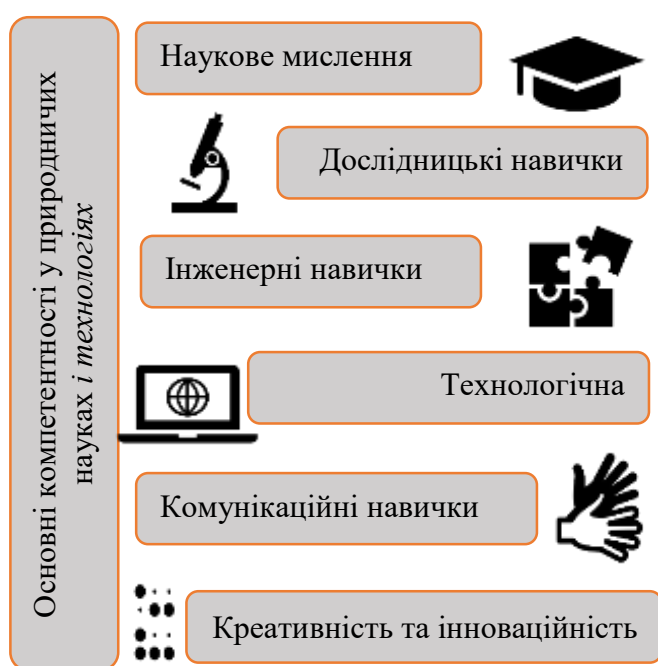 Основні компетентності у природничих
науках і технологіях
Наукове мислення
Дослідницькі навички
Інженерні навички
Технологічна
Комунікаційні навички
Креативність та інноваційність